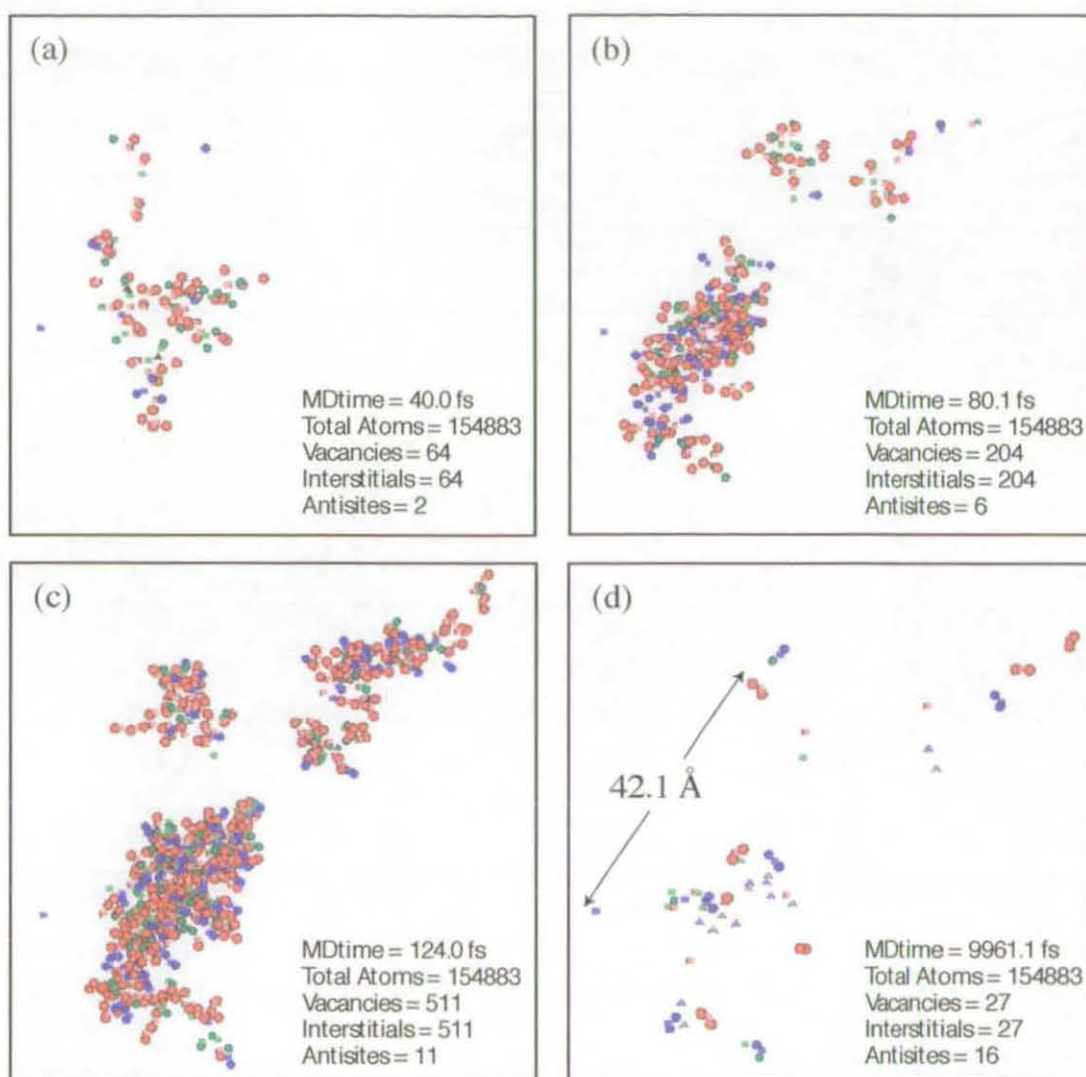 (a)
MDtime = 40.0 fs
Total Atoms = 154883
Vacancies = 64
Interstitials = 64
Antisites = 2
(b)
MDtime = 80.1 fs
Total Atoms = 154883
Vacancies = 204
Interstitials = 204
Antisites = 6
(c)
MDtime = 124.0 fs
Total Atoms = 154883
Vacancies = 511
Interstitials = 511
Antisites = 11
(d)
42.1 Å
MDtime = 9961.1 fs
Total Atoms = 154883
Vacancies = 27
Interstitials = 27
Antisites = 16